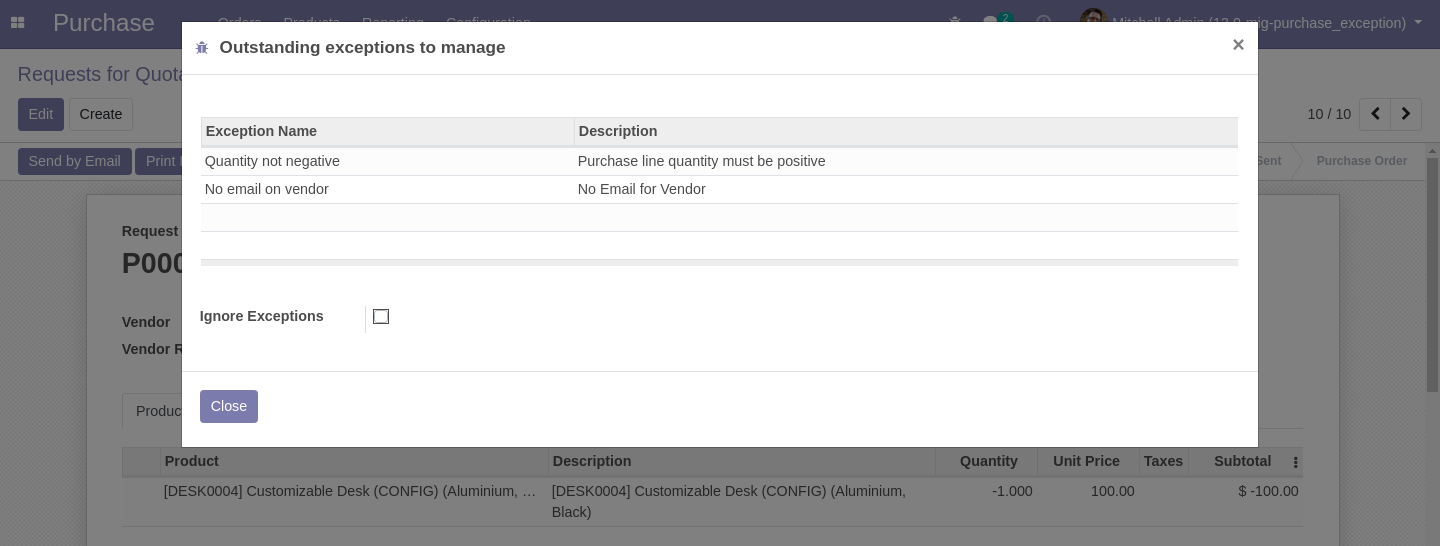 Purchase
Orders Products Reporting Configuration
2
Mitchell Admin (13.0-mig-purchase_exception)
Outstanding exceptions to manage
×
Requests for Quota
Edit Create
10 / 10
Send by Email Print
Sent Purchase Order
Exception Name Description
Quantity not negative Purchase line quantity must be positive
No email on vendor No Email for Vendor
Request
P000
Ignore Exceptions
Vendor
Vendor R
Close
Produc
Product Description Quantity Unit Price Taxes Subtotal
[DESK0004] Customizable Desk (CONFIG) (Aluminium, … [DESK0004] Customizable Desk (CONFIG) (Aluminium, -1.000 100.00 $ -100.00
Black)